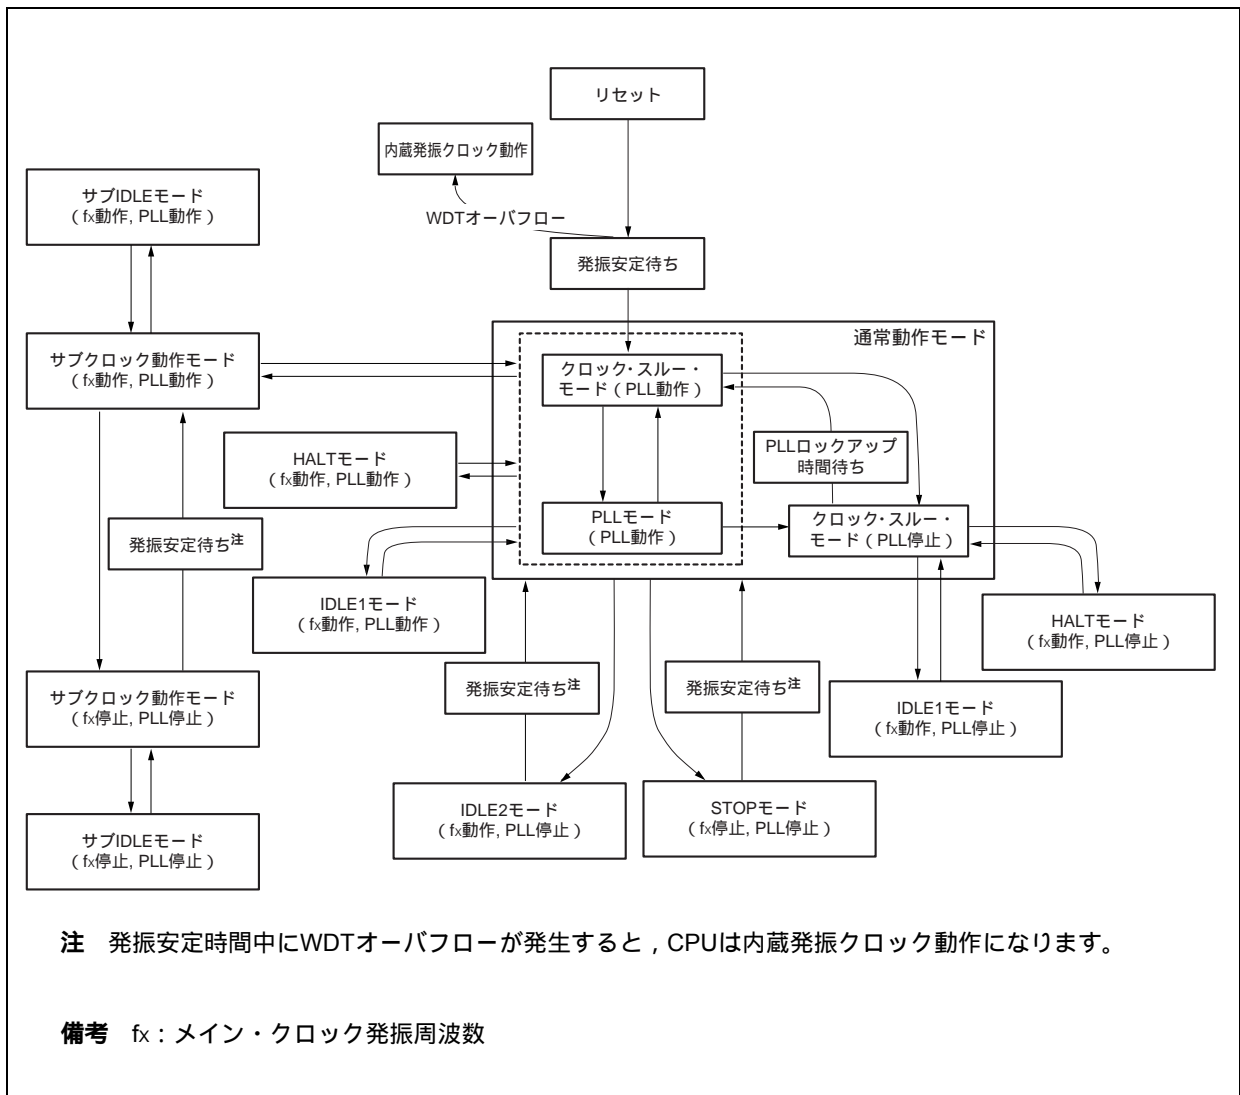 リセット
内蔵発振クロック動作
サブIDLEモード
（fx動作, PLL動作）
WDTオーバフロー
発振安定待ち
通常動作モード
サブクロック動作モード
（fx動作, PLL動作）
クロック・スルー・
モード（PLL動作）
HALTモード
（fx動作, PLL動作）
PLLロックアップ
時間待ち
発振安定待ち注
PLLモード
（PLL動作）
クロック・スルー・
モード（PLL停止）
IDLE1モード
（fx動作, PLL動作）
HALTモード
（fx動作, PLL停止）
サブクロック動作モード
（fx停止, PLL停止）
発振安定待ち注
発振安定待ち注
IDLE1モード
（fx動作, PLL停止）
IDLE2モード
（fx動作, PLL停止）
STOPモード
（fx停止, PLL停止）
サブIDLEモード
（fx停止, PLL停止）
注　発振安定時間中にWDTオーバフローが発生すると，CPUは内蔵発振クロック動作になります。
備考　fx：メイン・クロック発振周波数